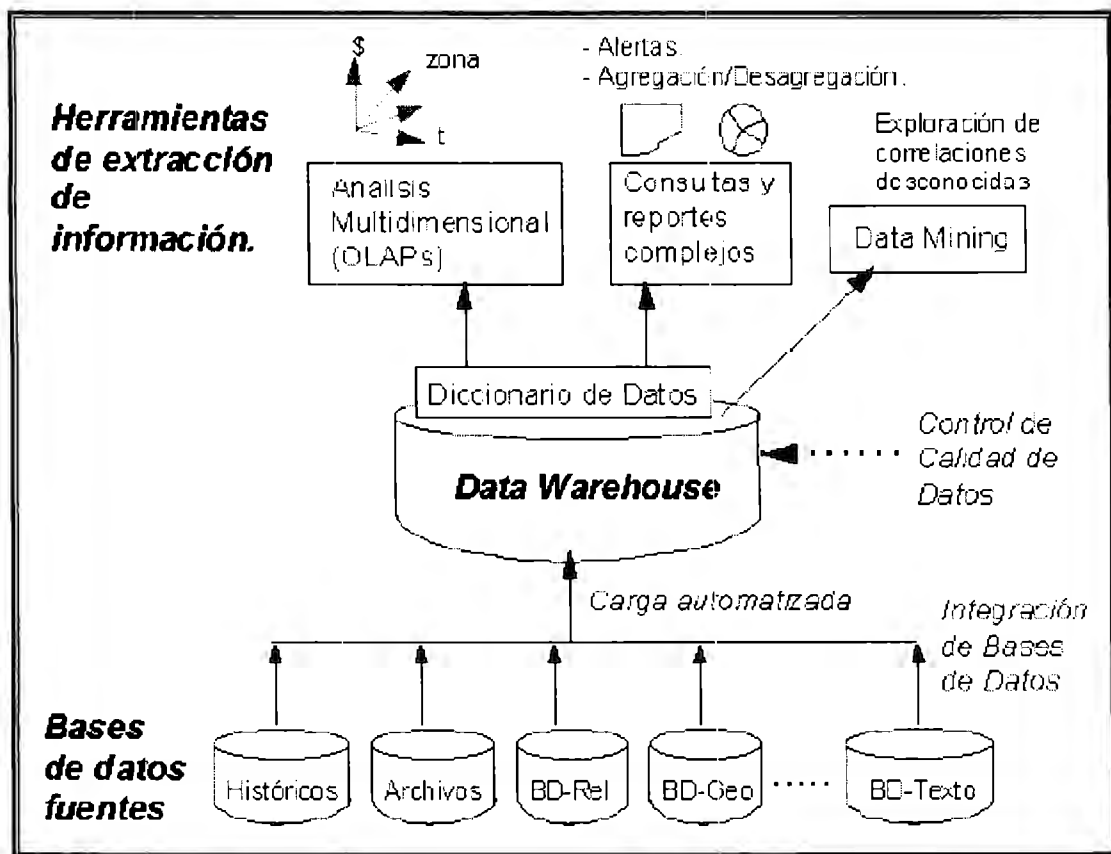 $
zona
t
- Alertas.
- Agregación/Desagregación.
Herramientas
de extracción
de
información.
Exploración de
correlaciones
desconocidas
Analisis
Multidimensional
(OLAPs)
Consutas y
reportes
complejos
Data Mining
Diccionario de Datos
Data Warehouse
Control de
Calidad de
Datos
Carga automatizada
Integración
de Bases
de Datos
Bases
de datos
fuentes
Históricos
Archivos
BD-Rel
BD-Geo
BD-Texto